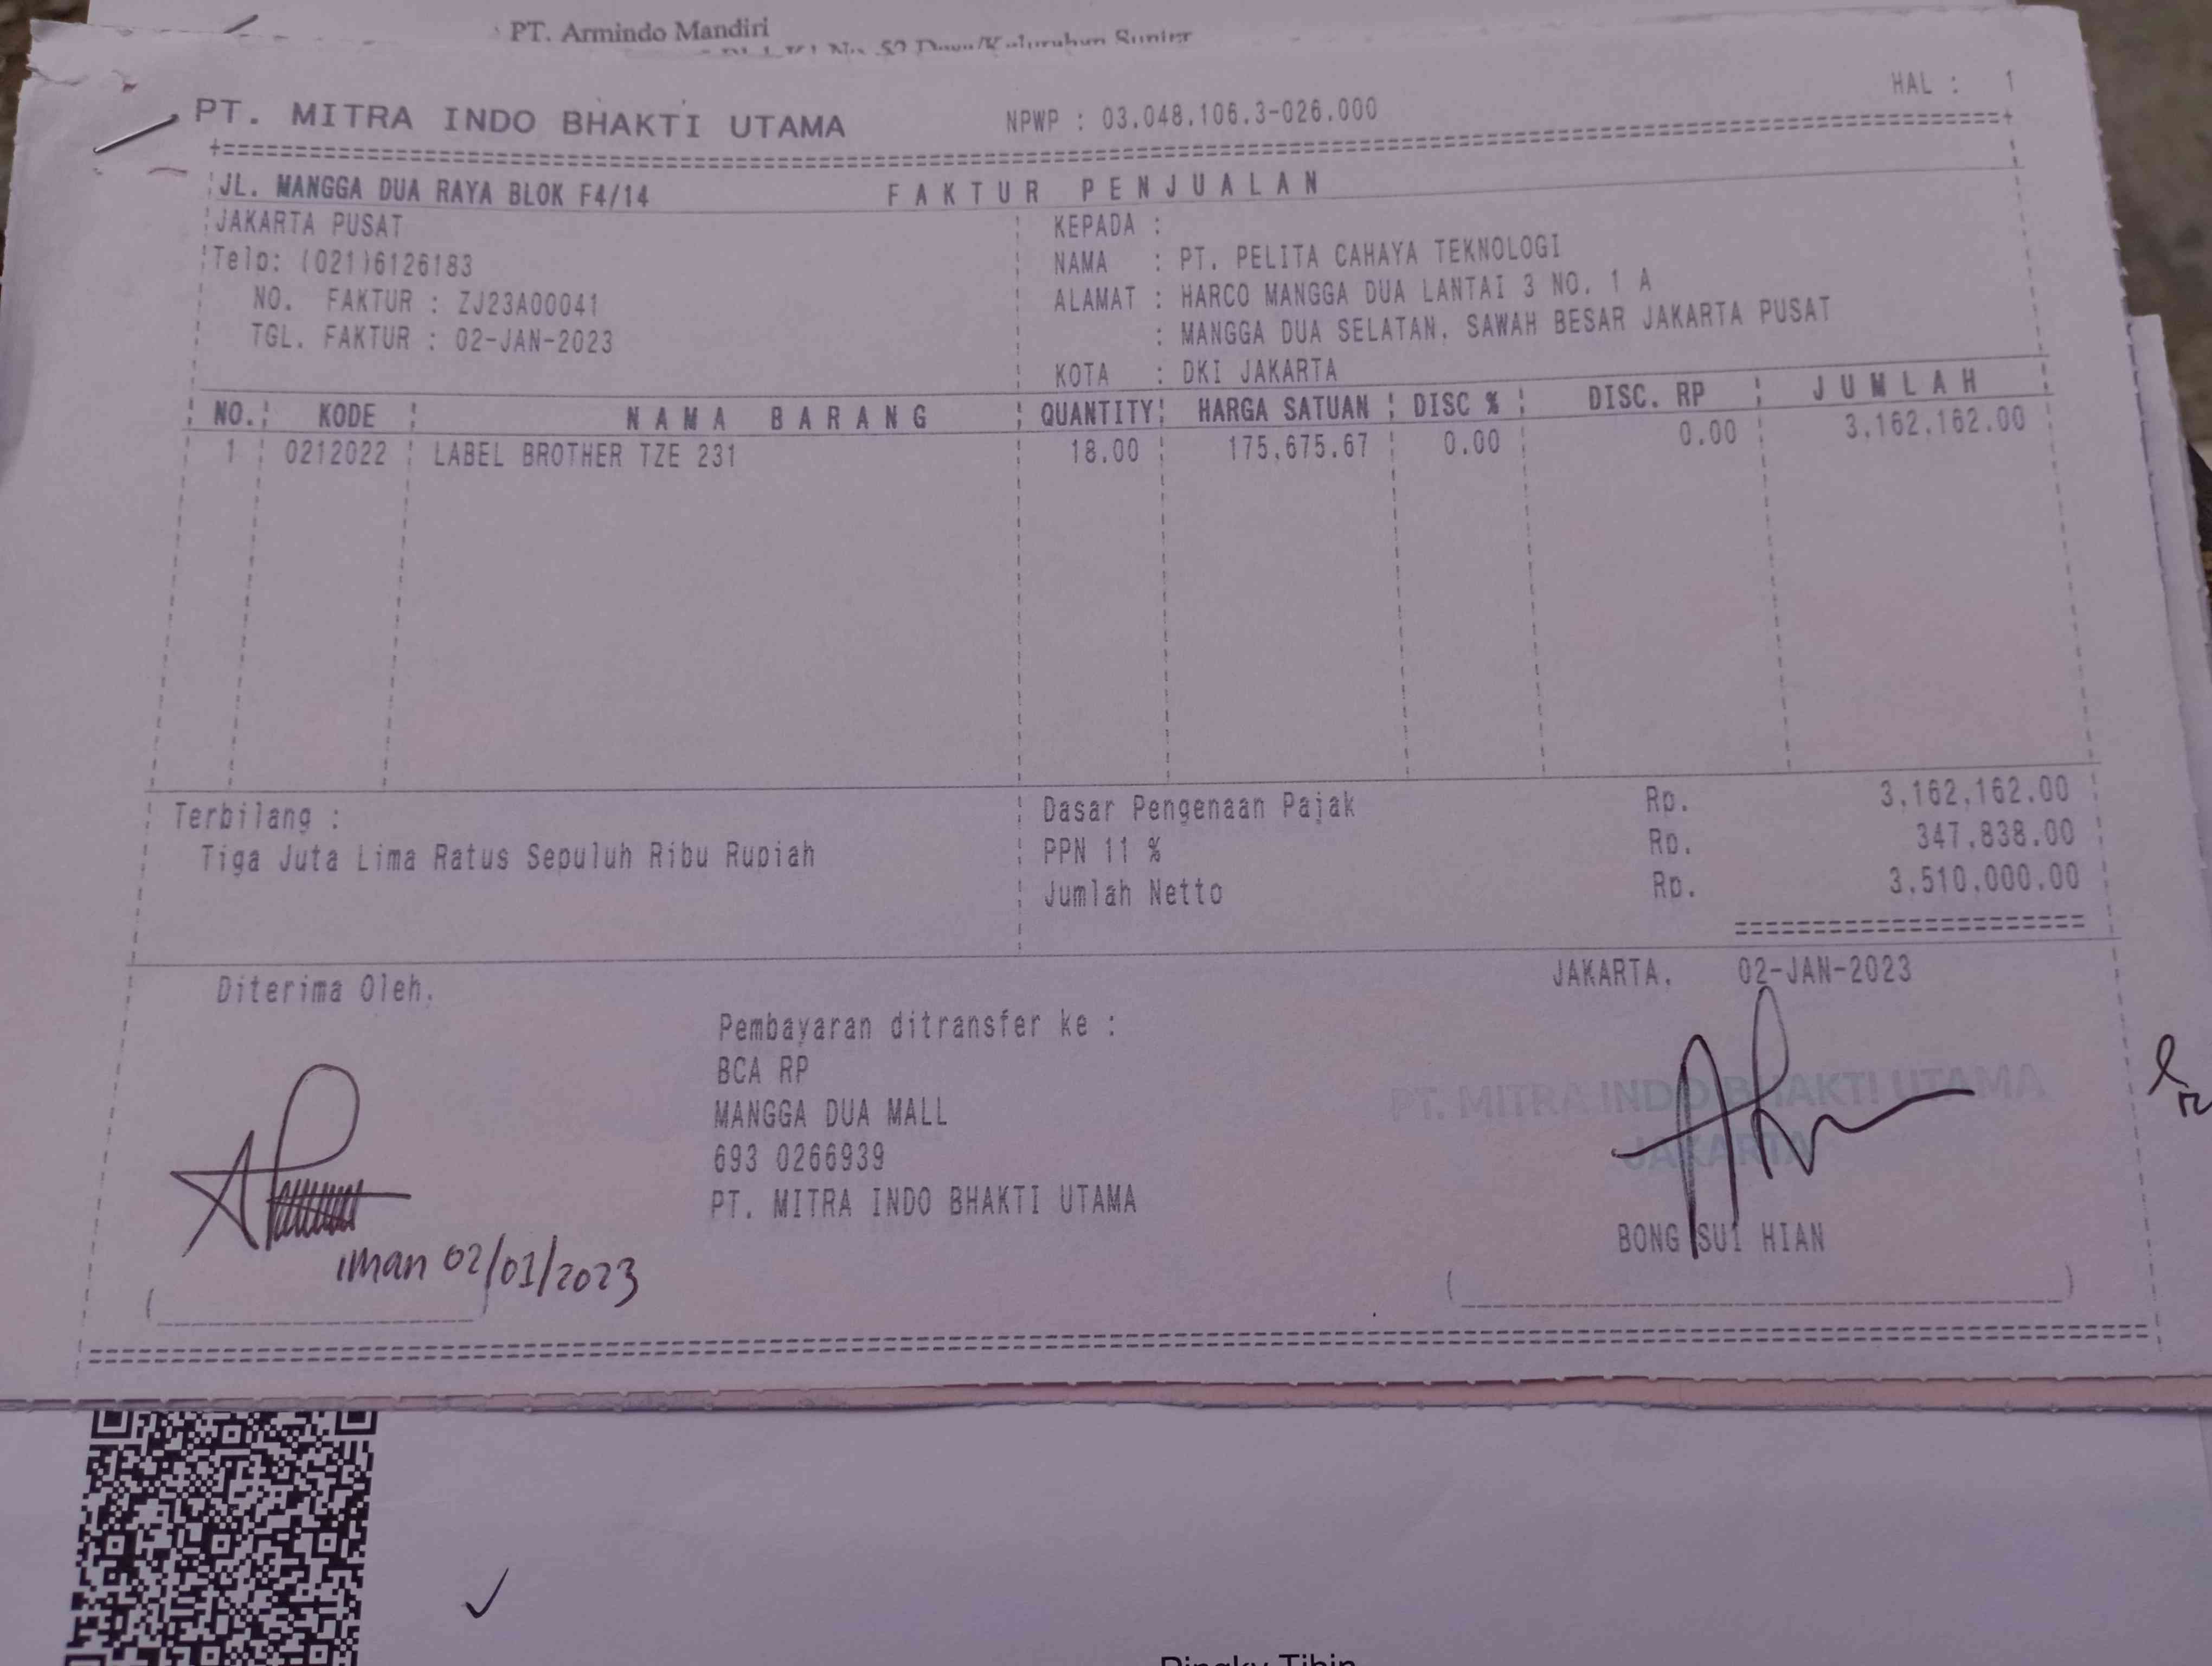 PT. Armindo Mandiri
PT. MITRA INDO BHAKTI UTAMA NPWP : 03.048.106.3-026.000 HAL : 1
JL. MANGGA DUA RAYA BLOK F4/14 FAKTUR PENJUALAN
JAKARTA PUSAT KEPADA :
Telp: (021)6126183 NAMA : PT. PELITA CAHAYA TEKNOLOGI
NO. FAKTUR : ZJ23A00041 ALAMAT : HARCO MANGGA DUA LANTAI 3 NO. 1 A
TGL. FAKTUR : 02-JAN-2023 : MANGGA DUA SELATAN, SAWAH BESAR JAKARTA PUSAT
KOTA : DKI JAKARTA
NO. KODE NAMA BARANG QUANTITY HARGA SATUAN DISC % DISC. RP JUMLAH
1 0212022 LABEL BROTHER TZE 231 18.00 175,675.67 0.00 0.00 3,162,162.00
Terbilang : Dasar Pengenaan Pajak Rp. 3,162,162.00
Tiga Juta Lima Ratus Sepuluh Ribu Rupiah PPN 11 % Rp. 347,838.00
Jumlah Netto Rp. 3,510,000.00
Diterima Oleh, JAKARTA, 02-JAN-2023
Pembayaran ditransfer ke :
BCA RP
MANGGA DUA MALL
693 0266939
PT. MITRA INDO BHAKTI UTAMA
PT. MITRA INDO BHAKTI UTAMA
JAKARTA
BONG SUI HIAN
iman 02/01/2023